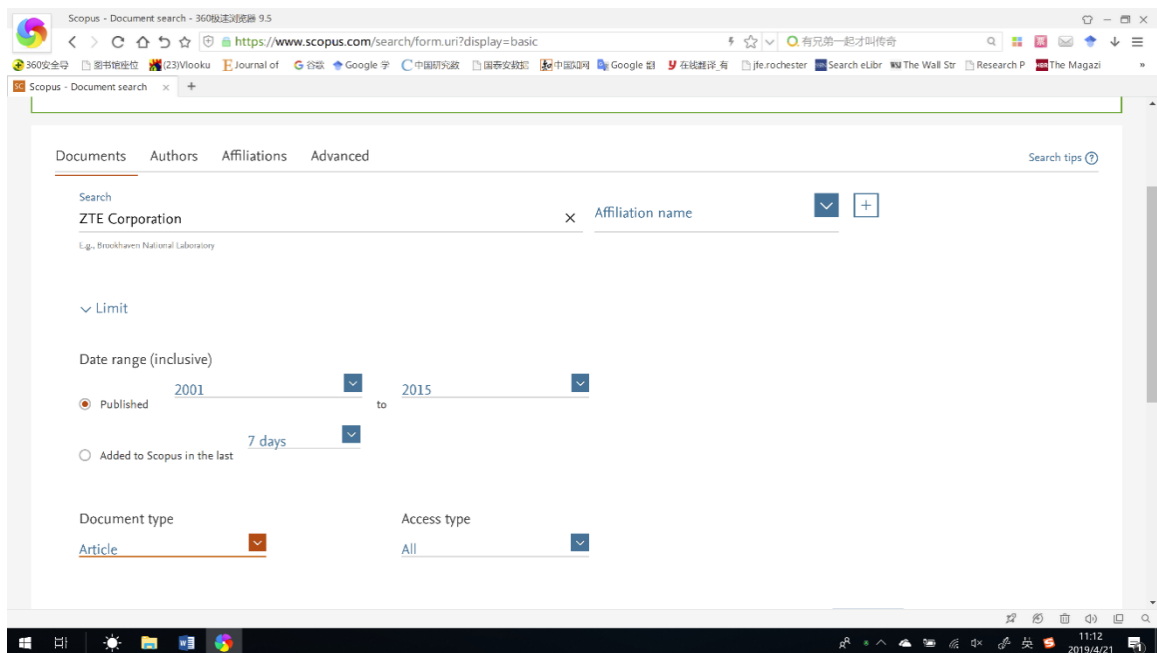 Scopus - Document search - 360极速浏览器 9.5
https://www.scopus.com/search/form.uri?display=basic
有兄弟一起才叫传奇
360安全导 图书馆座位 (23)Vlooku Journal of G 谷歌 Google 学 中国研究数 国泰安数据 中国知网 Google 翻 在线翻译_有 jfe.rochester Search eLibr The Wall Str Research P The Magazi »
SC Scopus - Document search × +
Documents Authors Affiliations Advanced
Search tips (?)
Search
ZTE Corporation
Affiliation name
E.g., Brookhaven National Laboratory
Limit
Date range (inclusive)
Published 2001 to 2015
Added to Scopus in the last 7 days
Document type Access type
Article All
英
11:12
2019/4/21